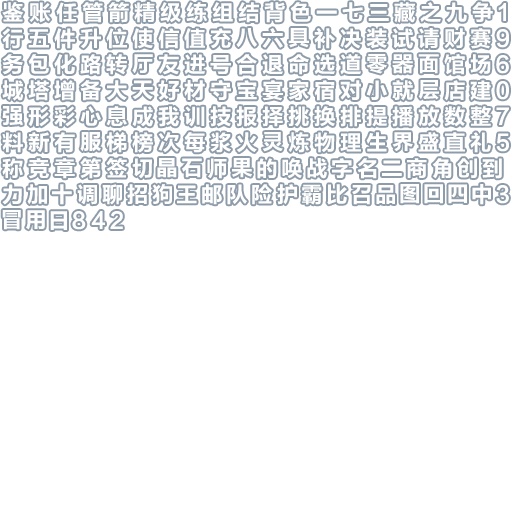 鉴账任管箭精级练组结背色一七三藏之九争1
行五件升位使信值充八六具补决装试请财赛9
务包化路转厅友进号合退命选道零器面馆场6
城塔增备大天好材守宝宴家宿对小就层店建0
强形彩心息成我训技报择挑换排提播放数整7
料新有服梯榜次每浆火灵炼物理生界盛直礼5
称竞章第签切晶石师果的唤战字名二商角创到
力加十调聊招狗王邮队险护霸比召品图回四中3
冒用日842